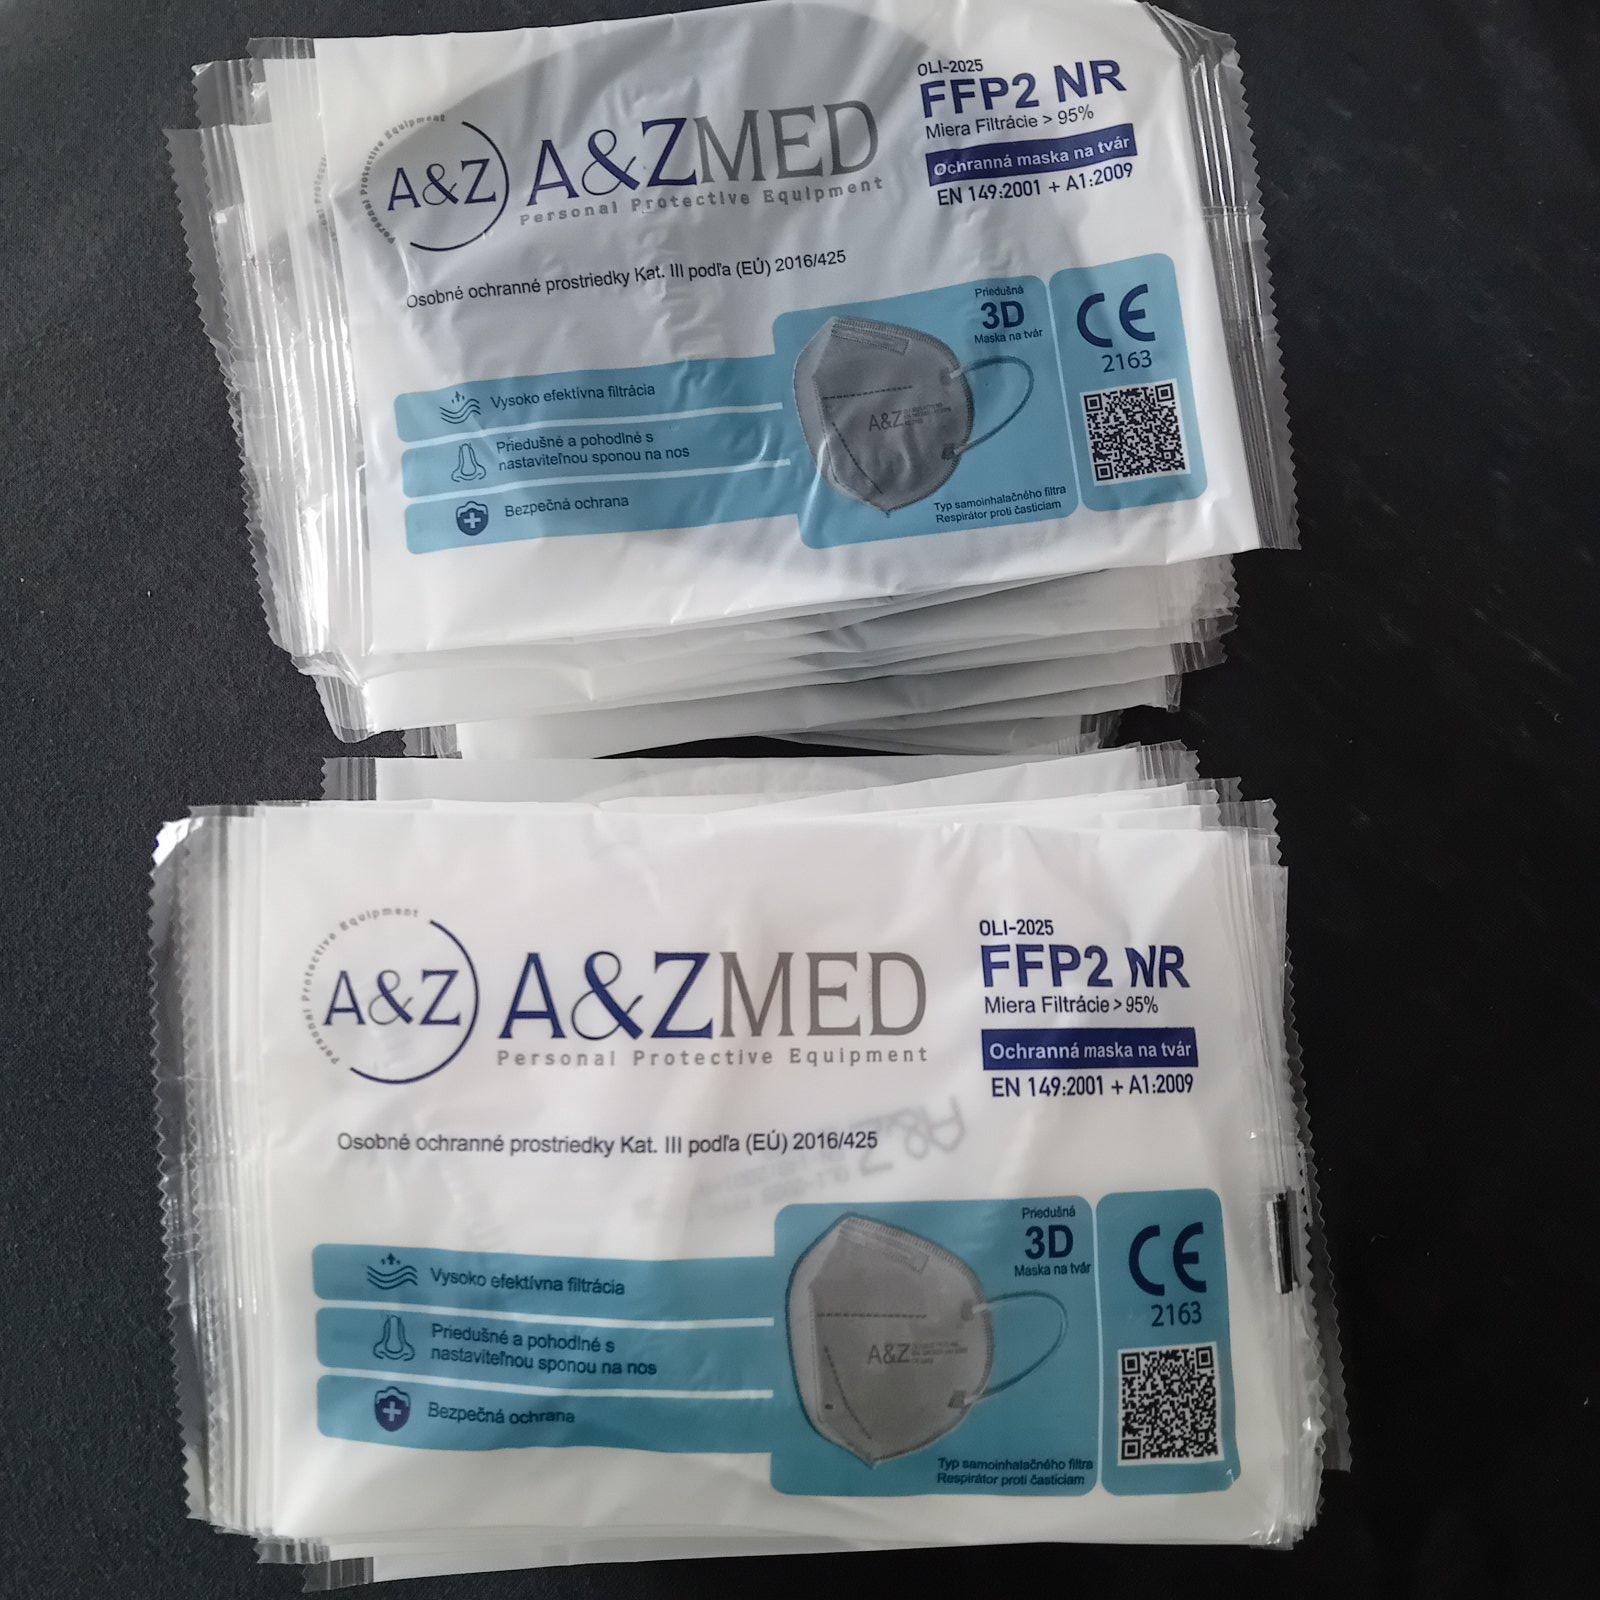 OLI-2025
FFP2 NR
Miera Filtrácie > 95%
Ochranná maska na tvár
EN 149:2001 + A1:2009
Personal Protective Equipment
A&Z
A&ZMED
Personal Protective Equipment
Osobné ochranné prostriedky Kat. III podľa (EÚ) 2016/425
Vysoko efektívna filtrácia
Priedušné a pohodlné s
nastaviteľnou sponou na nos
Bezpečná ochrana
Priedušná
3D
Maska na tvár
A&Z
Typ samoinhalačného filtra
Respirátor proti časticiam
CE
2163
OLI-2025
FFP2 NR
Miera Filtrácie > 95%
Ochranná maska na tvár
EN 149:2001 + A1:2009
Personal Protective Equipment
A&Z
A&ZMED
Personal Protective Equipment
Osobné ochranné prostriedky Kat. III podľa (EÚ) 2016/425
Vysoko efektívna filtrácia
Priedušné a pohodlné s
nastaviteľnou sponou na nos
Bezpečná ochrana
Priedušná
3D
Maska na tvár
A&Z
Typ samoinhalačného filtra
Respirátor proti časticiam
CE
2163